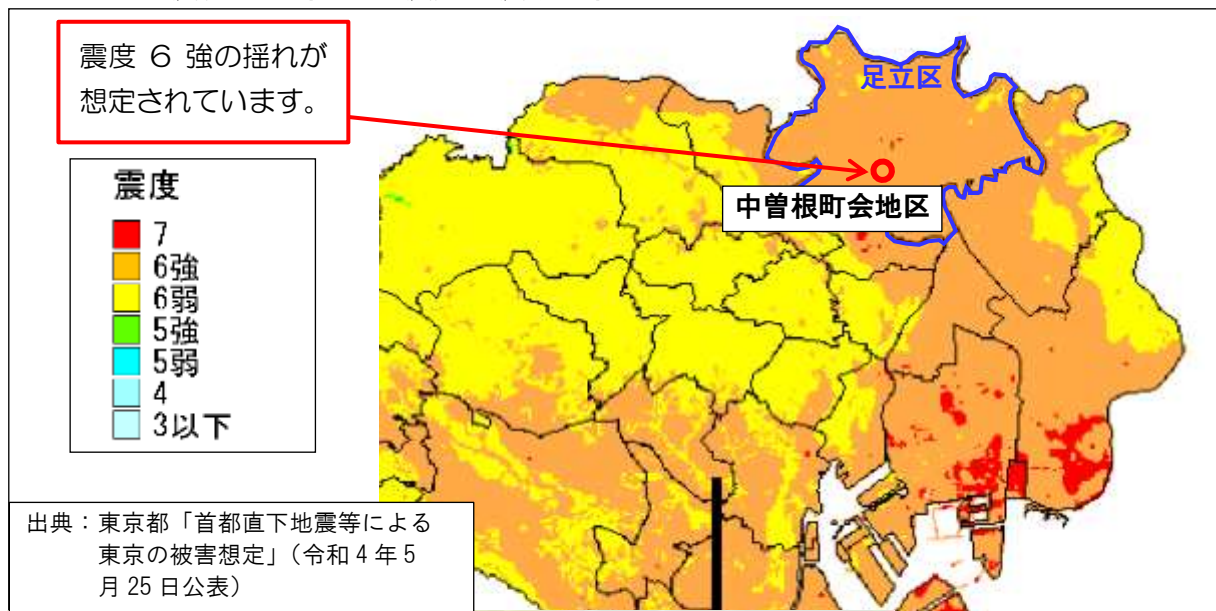 震度 6 強の揺れが
想定されています。
足立区
中曽根町会地区
震度
7
6強
6弱
5強
5弱
4
3以下
出典：東京都「首都直下地震等による
東京の被害想定」（令和4年5
月25日公表）